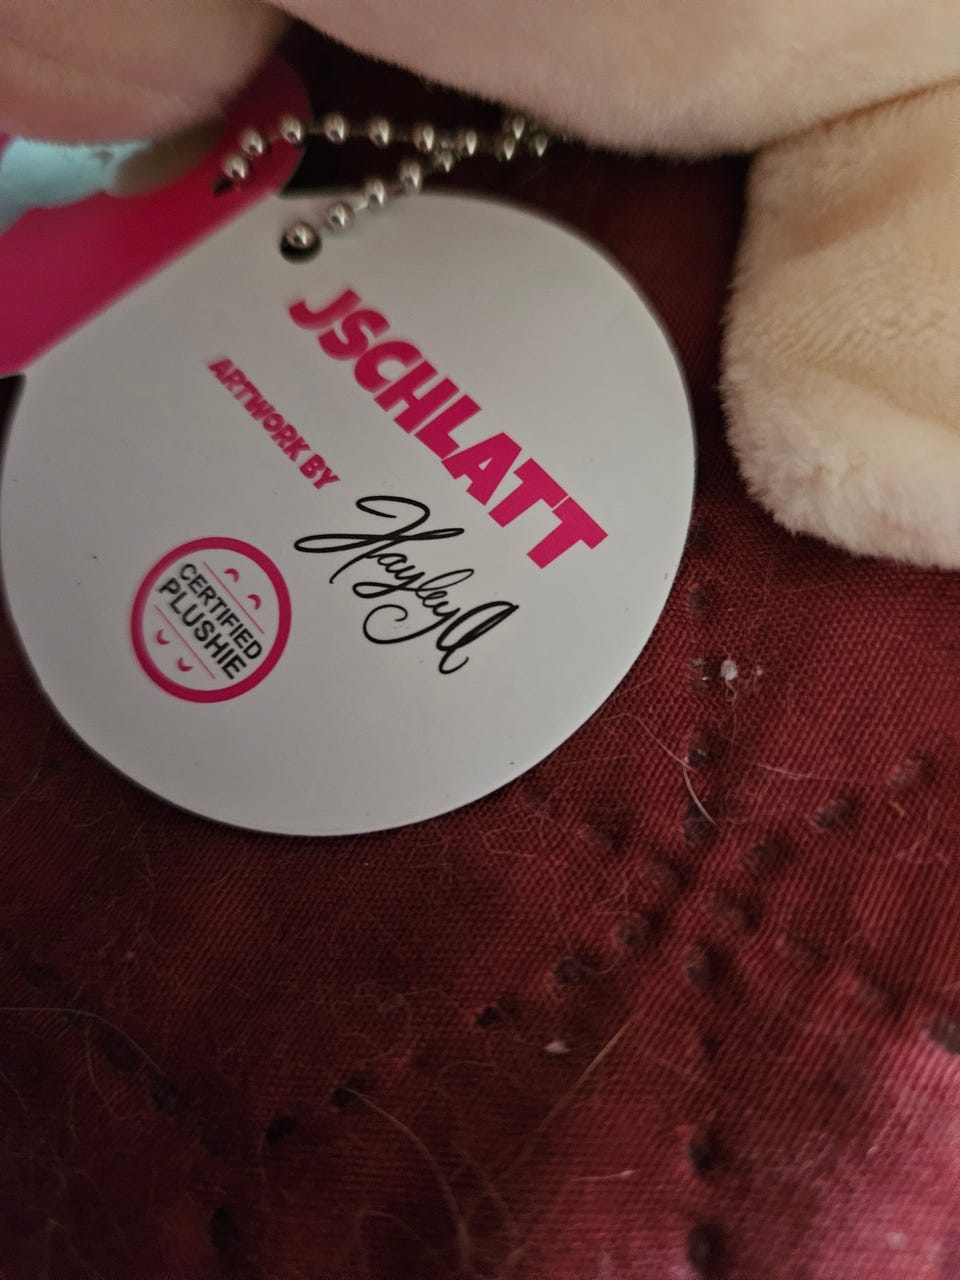 JSCHLATT
ARTWORK BY
HayleyA
CERTIFIED
PLUSHIE